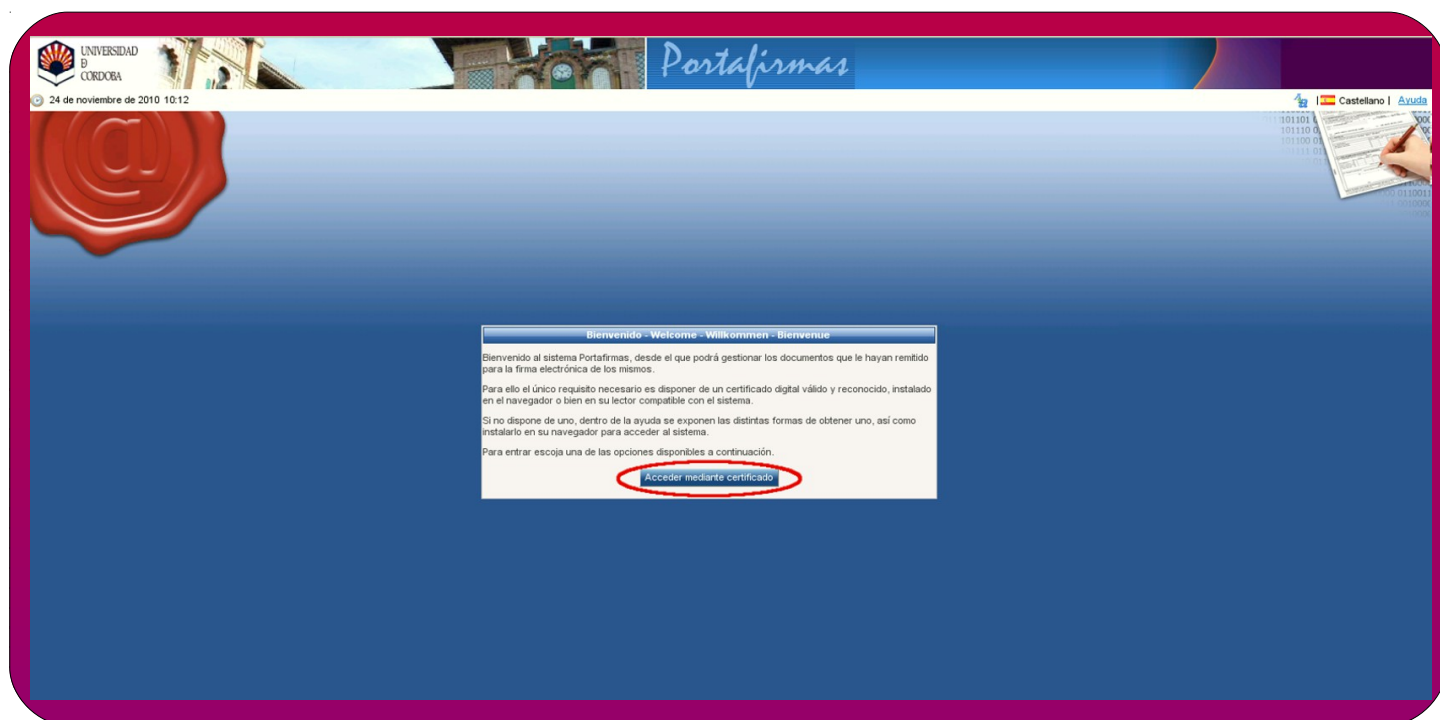 UNIVERSIDAD
D
CORDOBA
Portafirmas
24 de noviembre de 2010 10:12
| Castellano | Ayuda
Bienvenido - Welcome - Willkommen - Bienvenue
Bienvenido al sistema Portafirmas, desde el que podrá gestionar los documentos que le hayan remitido
para la firma electrónica de los mismos.
Para ello el único requisito necesario es disponer de un certificado digital válido y reconocido, instalado
en el navegador o bien en su lector compatible con el sistema.
Si no dispone de uno, dentro de la ayuda se exponen las distintas formas de obtener uno, así como
instalarlo en su navegador para acceder al sistema.
Para entrar escoja una de las opciones disponibles a continuación.
Acceder mediante certificado